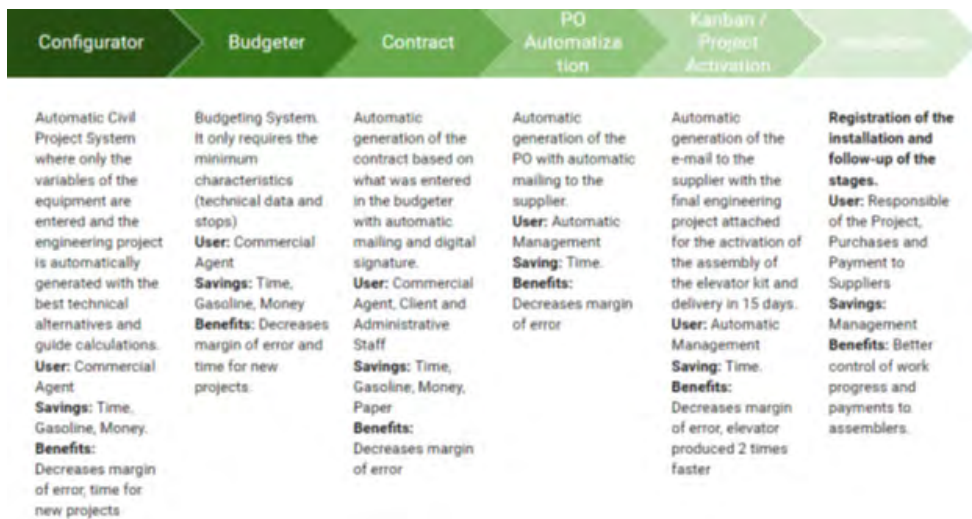 Configurator
Budgeter
Contract
PO
Automatiza
tion
Kanban /
Project
Activation
Automatic Civil
Project System
where only the
variables of the
equipment are
entered and the
engineering project
is automatically
generated with the
best technical
alternatives and
guide calculations.
User: Commercial
Agent
Savings: Time,
Gasoline, Money.
Benefits:
Decreases margin
of error, time for
new projects
Budgeting System.
It only requires the
minimum
characteristics
(technical data and
stops)
User: Commercial
Agent
Savings: Time,
Gasoline, Money
Benefits: Decreases
margin of error and
time for new
projects.
Automatic
generation of the
contract based on
what was entered
in the budgeter
with automatic
mailing and digital
signature.
User: Commercial
Agent, Client and
Administrative
Staff
Savings: Time,
Gasoline, Money,
Paper
Benefits:
Decreases margin
of error
Automatic
generation of the
PO with automatic
mailing to the
supplier.
User: Automatic
Management
Saving: Time.
Benefits:
Decreases margin
of error
Automatic
generation of the
e-mail to the
supplier with the
final engineering
project attached
for the activation of
the assembly of
the elevator kit and
delivery in 15 days.
User: Automatic
Management
Saving: Time.
Benefits:
Decreases margin
of error, elevator
produced 2 times
faster
Registration of the
installation and
follow-up of the
stages.
User: Responsible
of the Project,
Purchases and
Payment to
Suppliers
Savings:
Management
Benefits: Better
control of work
progress and
payments to
assemblers.